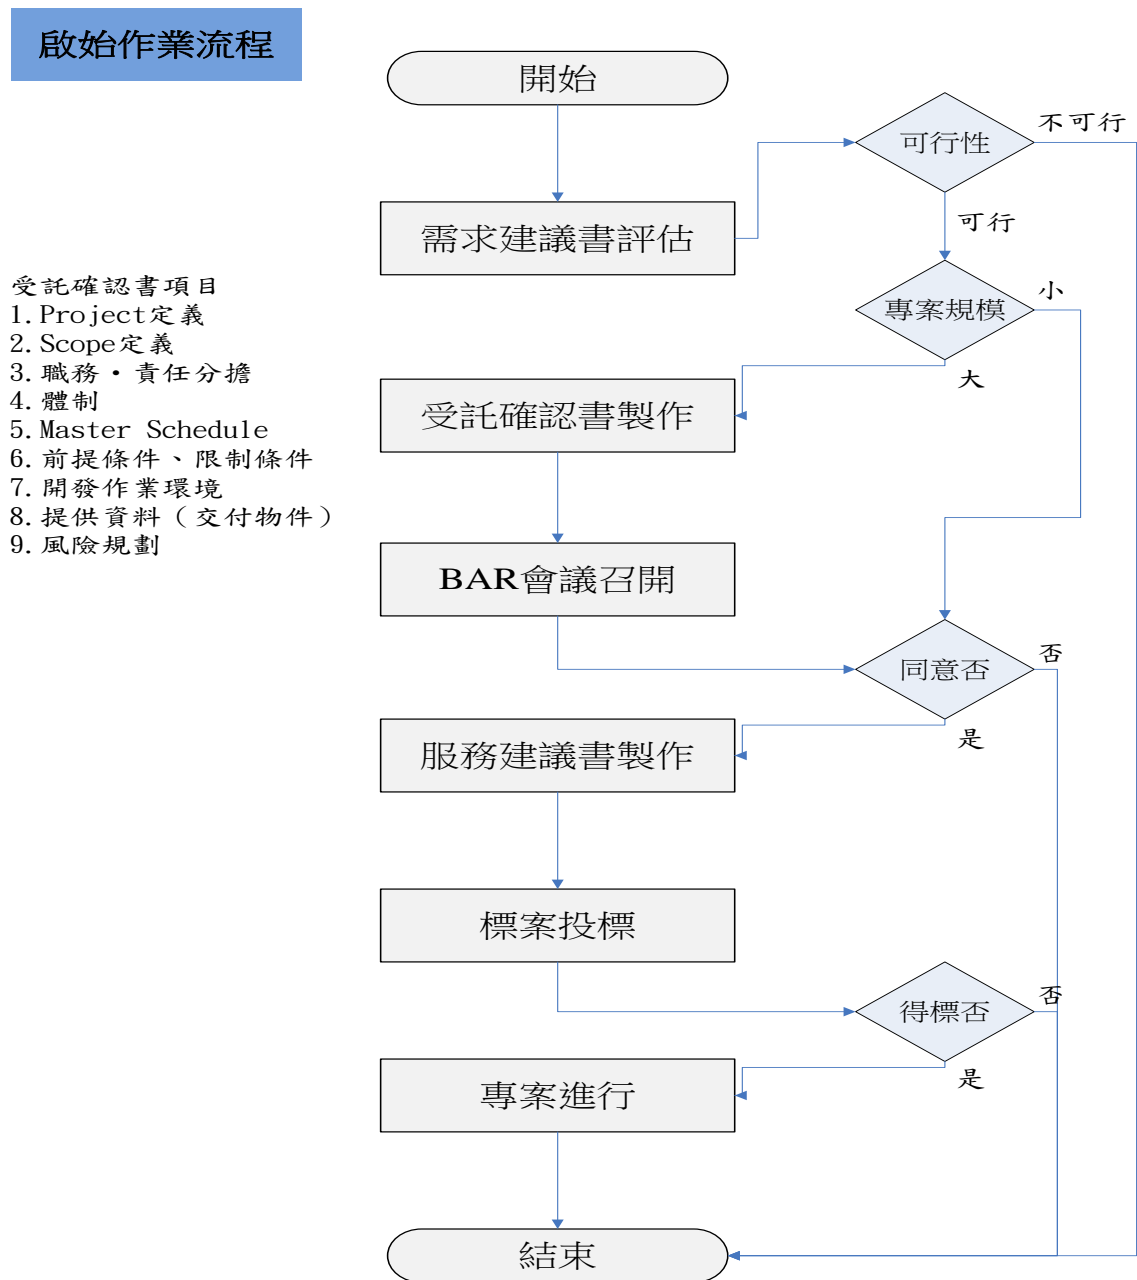 啟始作業流程
開始
可行性
不可行
需求建議書評估
可行
受託確認書項目
1.Project定義
2.Scope定義
3.職務・責任分擔
4.體制
5.Master Schedule
6.前提條件、限制條件
7.開發作業環境
8.提供資料（交付物件）
9.風險規劃
專案規模
小
大
受託確認書製作
BAR會議召開
同意否
否
是
服務建議書製作
標案投標
得標否
否
是
專案進行
結束